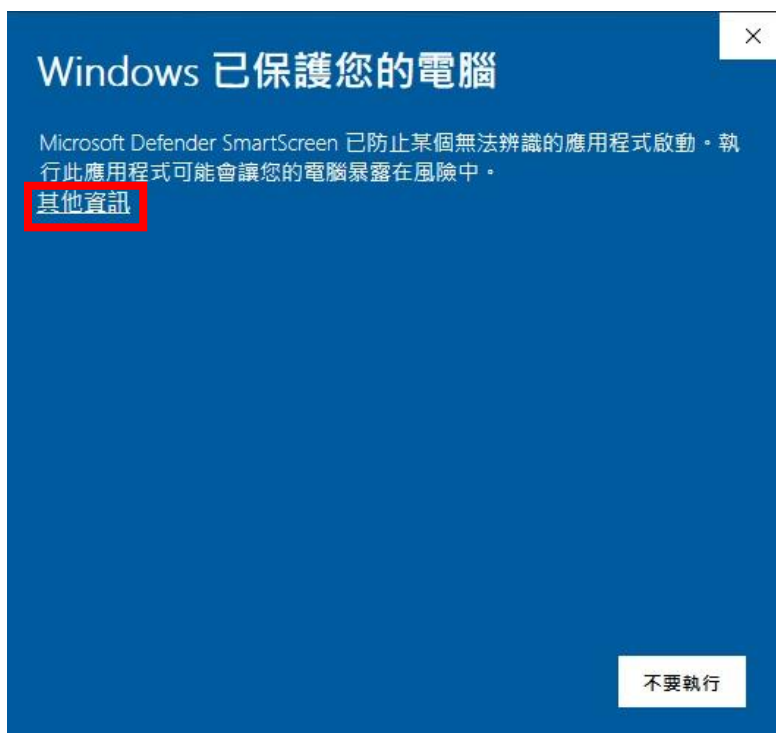 Windows 已保護您的電腦
Microsoft Defender SmartScreen 已防止某個無法辨識的應用程式啟動。執
行此應用程式可能會讓您的電腦暴露在風險中。
其他資訊
不要執行